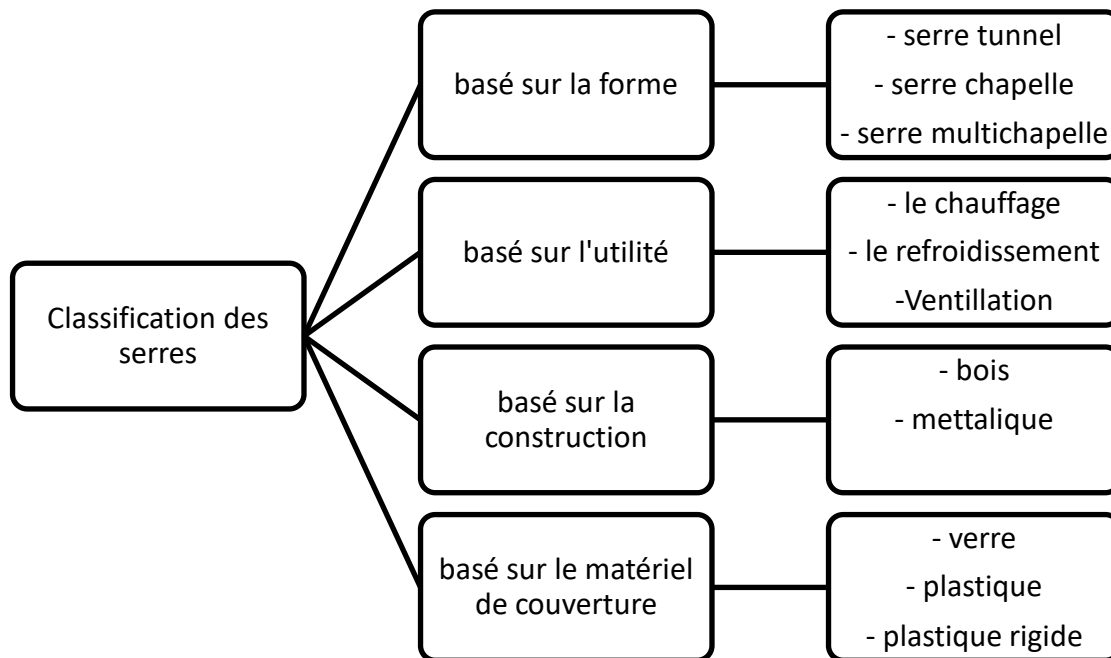 Classification des
serres
basé sur la forme
- serre tunnel
- serre chapelle
- serre multichapelle
basé sur l'utilité
- le chauffage
- le refroidissement
-Ventillation
basé sur la
construction
- bois
- mettalique
basé sur le matériel
de couverture
- verre
- plastique
- plastique rigide